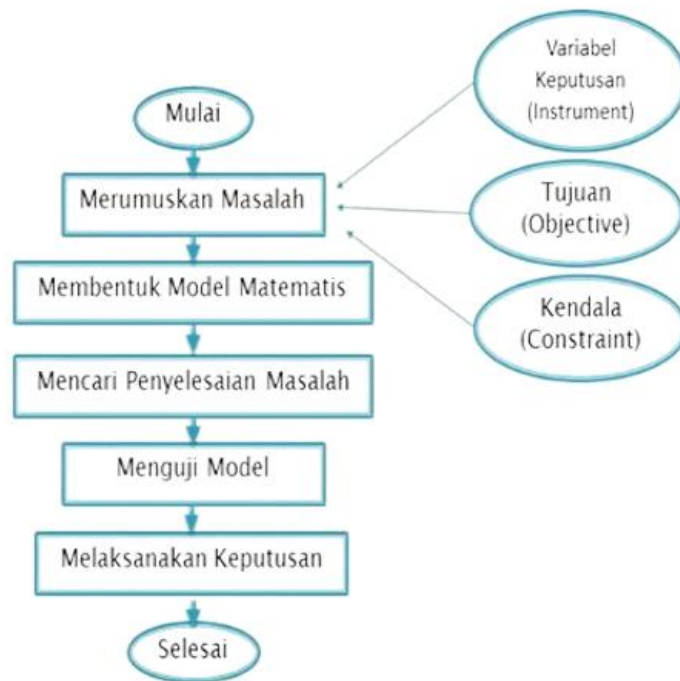 Mulai
Merumuskan Masalah
Membentuk Model Matematis
Mencari Penyelesaian Masalah
Menguji Model
Melaksanakan Keputusan
Selesai
Variabel
Keputusan
(Instrument)
Tujuan
(Objective)
Kendala
(Constraint)